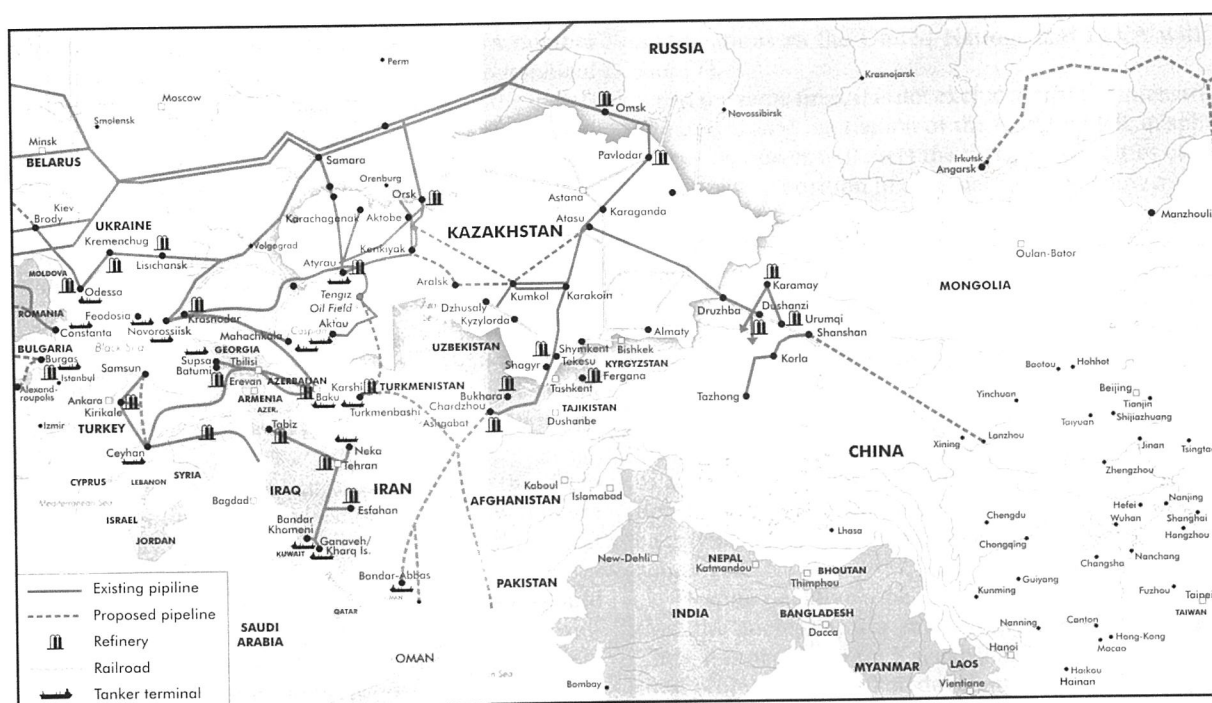 RUSSIA
Perm
Krasnojarsk
Moscow
Omsk
Novossibirsk
Smolensk
Minsk
BELARUS
Samara
Pavlodar
Irkutsk
Angarsk
Orenburg
Orsk
Astana
Kiev
Brody
Karachaganak
Aktobe
Karaganda
Atasu
Manzhouli
UKRAINE
Kremenchug
KAZAKHSTAN
Volgograd
Kenkiyak
Oulan-Bator
Lisichansk
Atyrau
MOLDOVA
Odessa
Tengiz
Oil Field
Aralsk
Kumkol
Karakoin
Karamay
Dushanzi
MONGOLIA
Druzhba
Urumqi
Shanshan
ROMANIA
Feodosia
Constanta
Novorossiisk
Krasnodar
Dzhusaly
Kyzylorda
Mahachkala
Aktau
Almaty
BULGARIA
Burgas
Black Sea
Supsa
Batumi
GEORGIA
Tbilisi
UZBEKISTAN
Shymkent
Tekesu
Bishkek
KYRGYZSTAN
Korla
Baotou
Hohhot
Istanbul
Samsun
Erevan
AZERBADAN
Shagyr
Fergana
Alexand-
roupolis
Ankara
Kirikale
ARMENIA
AZER.
Baku
Karshi
Turkmenbashi
TURKMENISTAN
Bukhara
Tashkent
Tazhong
Yinchuan
Beijing
Tianjin
Izmir
TURKEY
Chardzhou
Ashgabat
TAJIKISTAN
Dushanbe
Taiyuan
Shijiazhuang
Tabiz
Neka
Tehran
Xining
Lanzhou
Jinan
Tsingtao
Ceyhan
CHINA
Zhengzhou
CYPRUS
LEBANON
SYRIA
Bagdad
IRAQ
IRAN
Kaboul
Islamabad
AFGHANISTAN
Mediterranean Sea
ISRAEL
JORDAN
Esfahan
Hefei
Nanjing
Shanghai
Wuhan
Hangzhou
Bandar
Khomeni
Chengdu
Lhasa
KUWAIT
Ganaveh/
Kharq Is.
Chongqing
Nanchang
Changsha
New-Dehli
NEPAL
Katmandou
BHOUTAN
Thimphou
Bandar-Abbas
PAKISTAN
Guiyang
Kunming
Fuzhou
Taipei
TAIWAN
QATAR
INDIA
BANGLADESH
Dacca
Nanning
Canton
Hong-Kong
Macao
Hanoi
SAUDI
ARABIA
OMAN
MYANMAR
LAOS
Vientiane
Haikou
Hainan
Bombay
Existing pipiline
Proposed pipeline
Refinery
Railroad
Tanker terminal